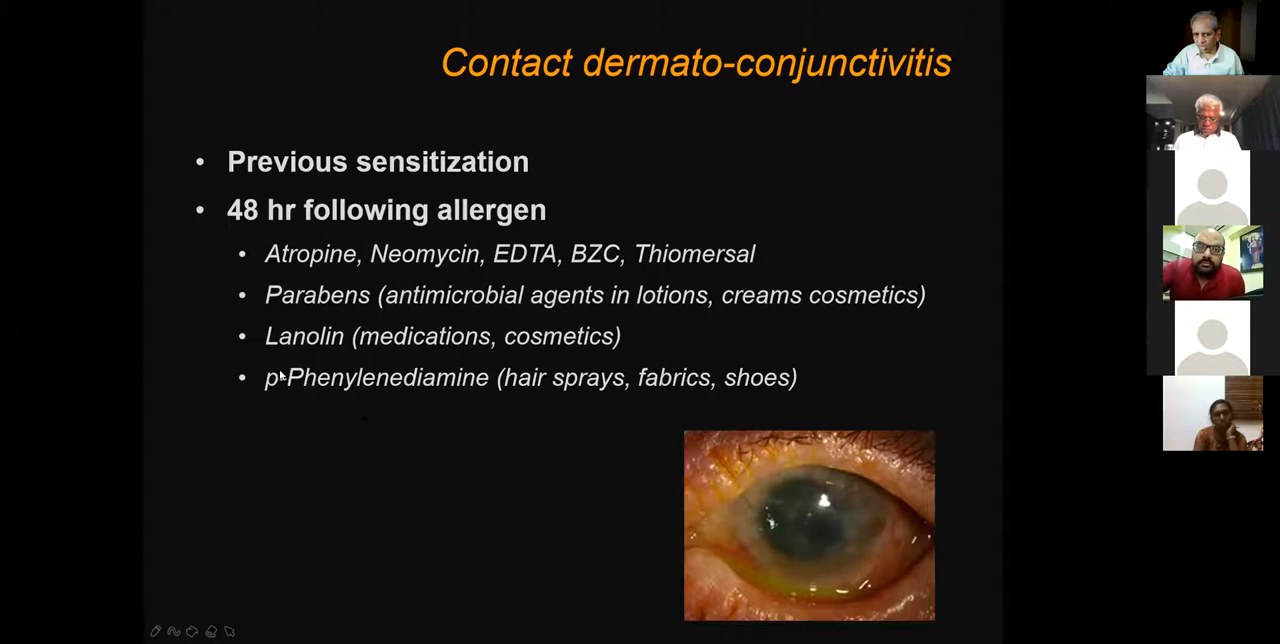 Contact dermato-conjunctivitis
• Previous sensitization
• 48 hr following allergen
• Atropine, Neomycin, EDTA, BZC, Thiomersal
• Parabens (antimicrobial agents in lotions, creams cosmetics)
• Lanolin (medications, cosmetics)
• p-Phenylenediamine (hair sprays, fabrics, shoes)